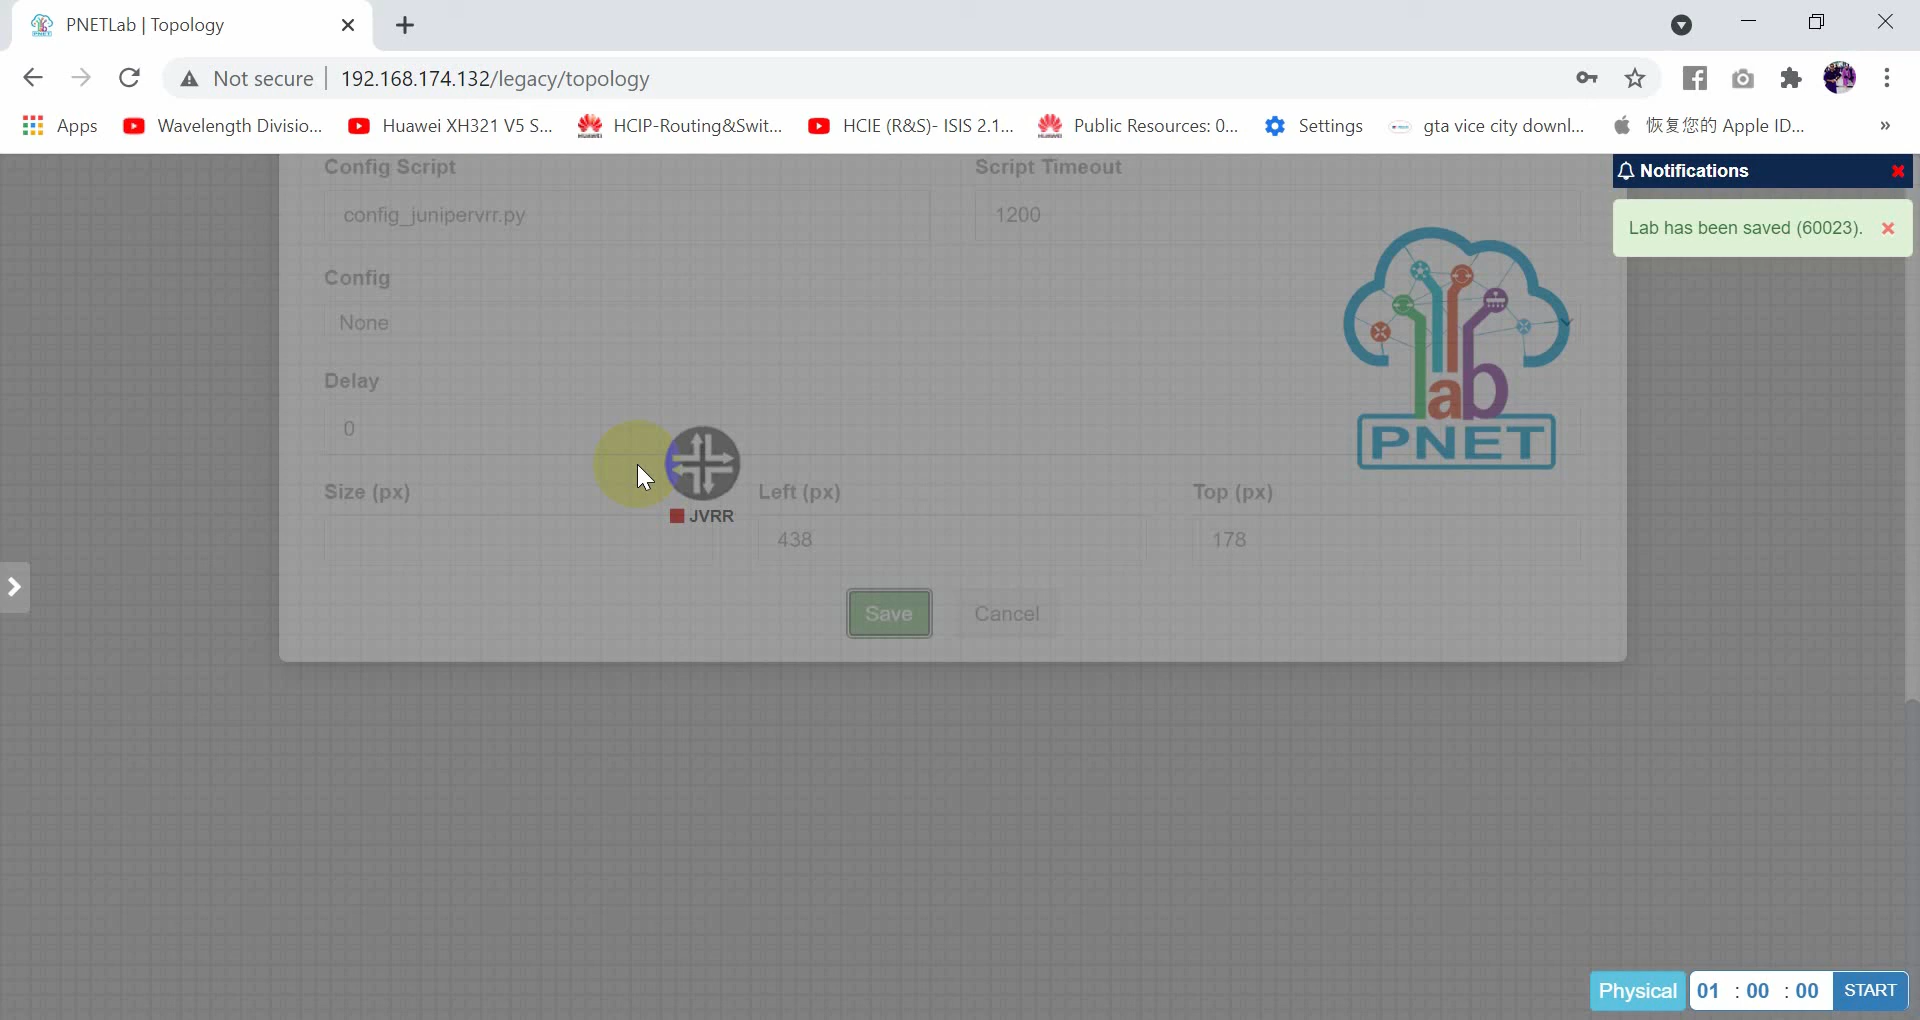 PNETLab | Topology
Not secure | 192.168.174.132/legacy/topology
Apps Wavelength Divisio... Huawei XH321 V5 S... HCIP-Routing&Swit... HCIE (R&S)- ISIS 2.1... Public Resources: 0... Settings gta vice city downl... 恢复您的 Apple ID... »
Config Script Script Timeout
config_junipervrr.py 1200
Notifications
Lab has been saved (60023).
Config
None
Delay
0
lab
PNET
Size (px) Left (px) Top (px)
JVRR
438 178
Save Cancel
Physical 01 : 00 : 00 START